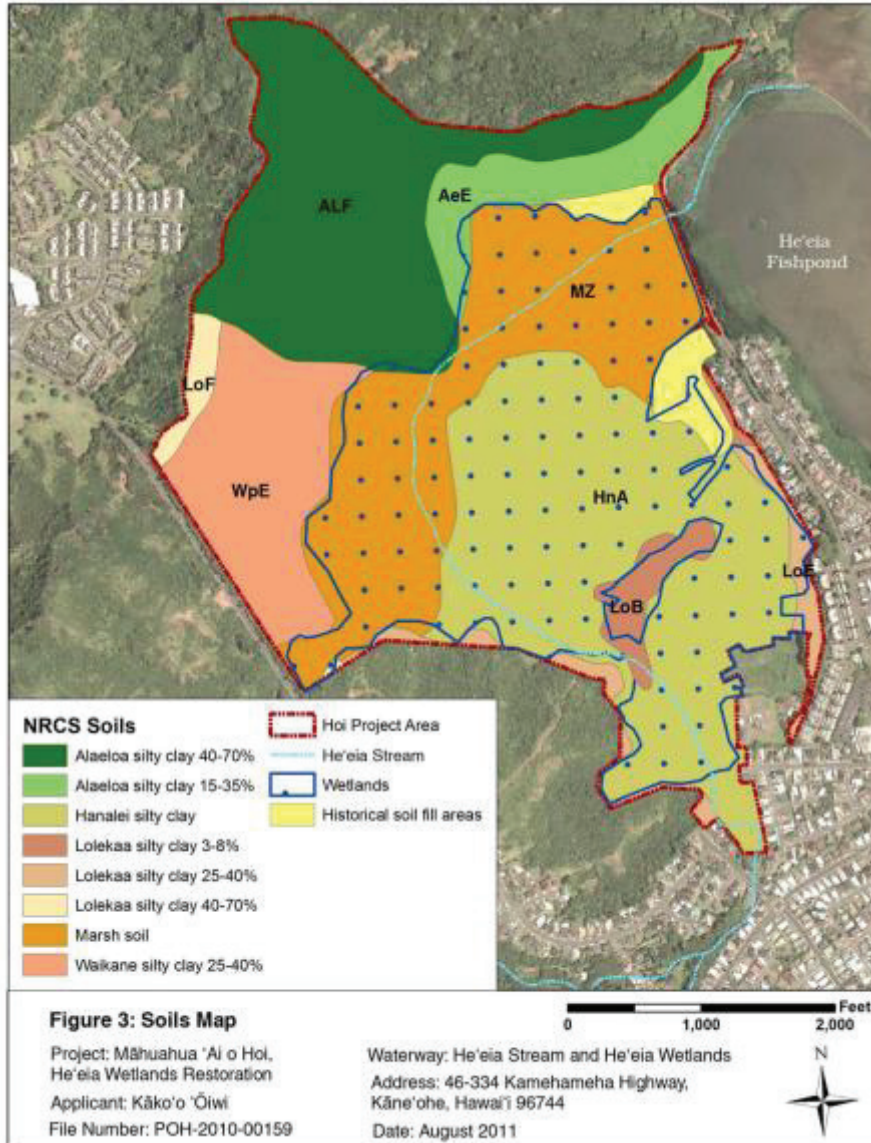 ALF
AeE
He'eia
Fishpond
MZ
LoF
WpE
HnA
LoE
LoB
NRCS Soils
Alaeloa silty clay 40-70%
Alaeloa silty clay 15-35%
Hanalei silty clay
Lolekaa silty clay 3-8%
Lolekaa silty clay 25-40%
Lolekaa silty clay 40-70%
Marsh soil
Waikane silty clay 25-40%
Hoi Project Area
He'eia Stream
Wetlands
Historical soil fill areas
Figure 3: Soils Map
Project: Māhuahua 'Ai o Hoi,
He'eia Wetlands Restoration
Applicant: Kāko'o 'Ōiwi
File Number: POH-2010-00159
Feet
0 1,000 2,000
Waterway: He'eia Stream and He'eia Wetlands
Address: 46-334 Kamehameha Highway,
Kāne'ohe, Hawai'i 96744
Date: August 2011
N